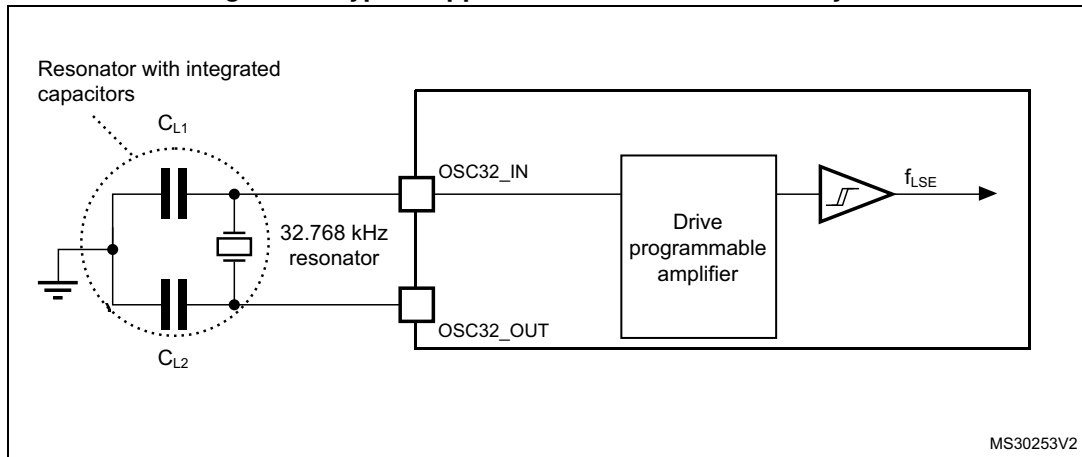 Resonator with integrated
capacitors
CL1
OSC32_IN
fLSE
32.768 kHz
resonator
Drive
programmable
amplifier
OSC32_OUT
CL2
MS30253V2